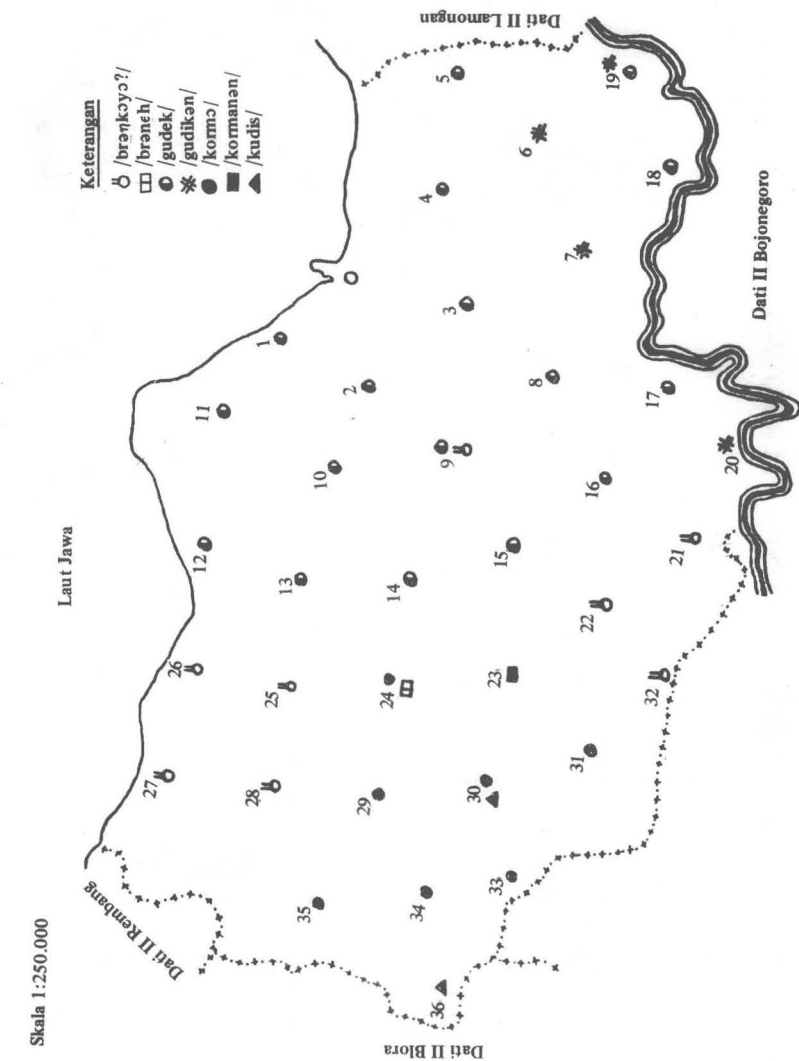 Skala 1:250.000
Laut Jawa
Keterangan
/brəŋkɔyɔ?/
/brənɛh/
/gudek/
/gudikən/
/kormɔ/
/kormanən/
/kudis/
Dati II Rembang
Dati II Blora
Dati II Lamongan
Dati II Bojonegoro
1
2
3
4
5
6
7
8
9
10
11
12
13
14
15
16
17
18
19
20
21
22
23
24
25
26
27
28
29
30
31
32
33
34
35
36